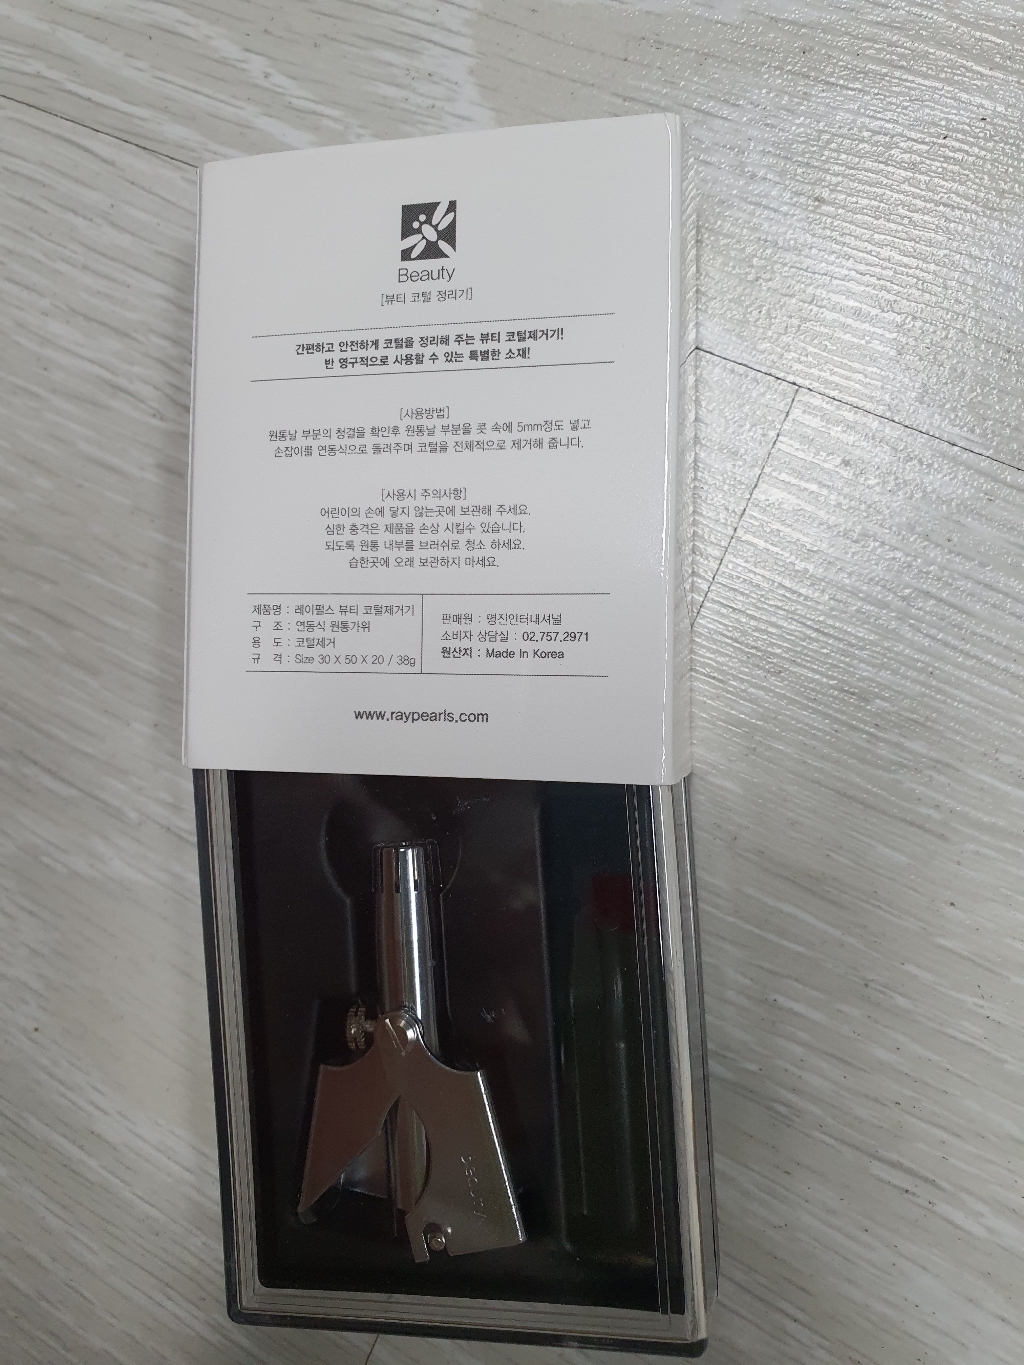 Beauty
[뷰티 코털 정리기]
간편하고 안전하게 코털을 정리해 주는 뷰티 코털제거기!
반 영구적으로 사용할 수 있는 특별한 소재!
[사용방법]
원통날 부분의 청결을 확인후 원통날 부분을 콧 속에 5mm정도 넣고
손잡이를 연동식으로 돌려주며 코털을 전체적으로 제거해 줍니다.
[사용시 주의사항]
어린이의 손에 닿지 않는곳에 보관해 주세요.
심한 충격은 제품을 손상 시킬수 있습니다.
되도록 원통 내부를 브러쉬로 청소 하세요.
습한곳에 오래 보관하지 마세요.
제품명 : 레이펄스 뷰티 코털제거기
구 조 : 연동식 원통가위
용 도 : 코털제거
규 격 : Size 30 X 50 X 20 / 38g
판매원 : 명진인터내셔널
소비자 상담실 : 02.757.2971
원산지 : Made In Korea
www.raypearls.com
BEAUTY